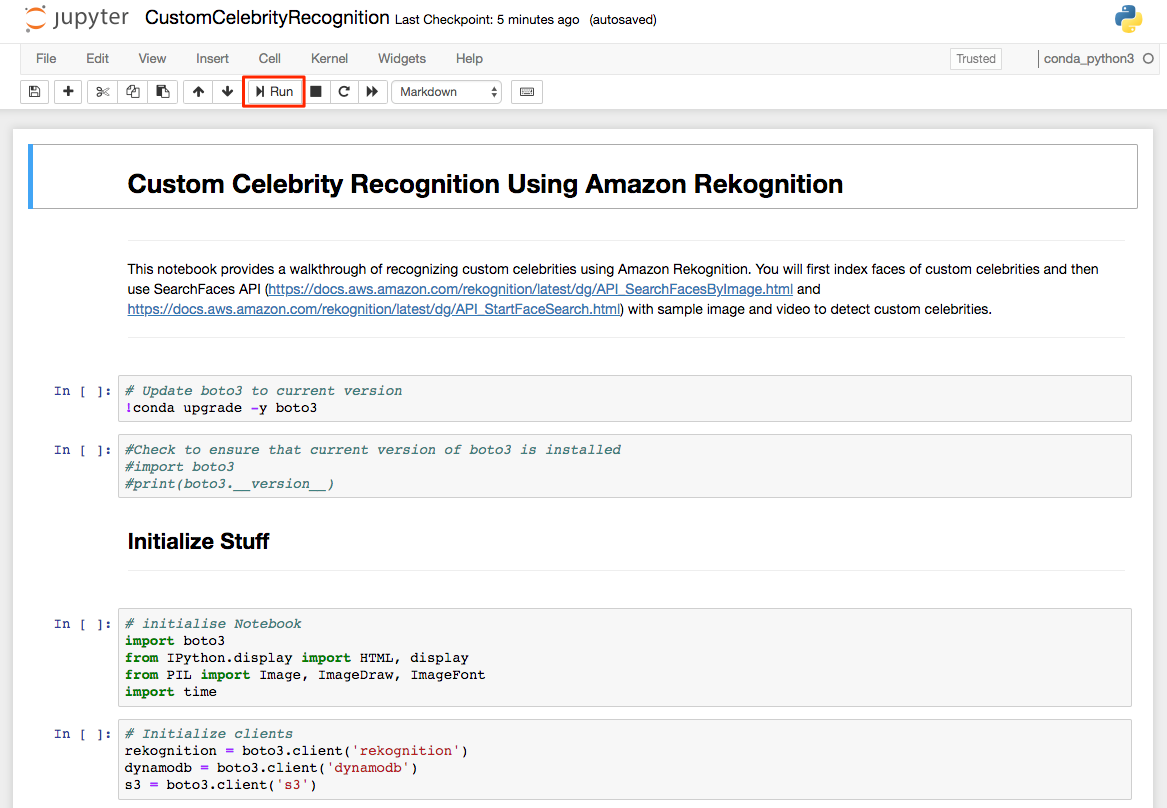 jupyter CustomCelebrityRecognition Last Checkpoint: 5 minutes ago (autosaved)
File Edit View Insert Cell Kernel Widgets Help Trusted conda_python3
Run Markdown
Custom Celebrity Recognition Using Amazon Rekognition
This notebook provides a walkthrough of recognizing custom celebrities using Amazon Rekognition. You will first index faces of custom celebrities and then
use SearchFaces API (https://docs.aws.amazon.com/rekognition/latest/dg/API_SearchFacesByImage.html and
https://docs.aws.amazon.com/rekognition/latest/dg/API_StartFaceSearch.html) with sample image and video to detect custom celebrities.
In [ ]: # Update boto3 to current version
!conda upgrade -y boto3
In [ ]: #Check to ensure that current version of boto3 is installed
#import boto3
#print(boto3.__version__)
Initialize Stuff
In [ ]: # initialise Notebook
import boto3
from IPython.display import HTML, display
from PIL import Image, ImageDraw, ImageFont
import time
In [ ]: # Initialize clients
rekognition = boto3.client('rekognition')
dynamodb = boto3.client('dynamodb')
s3 = boto3.client('s3')